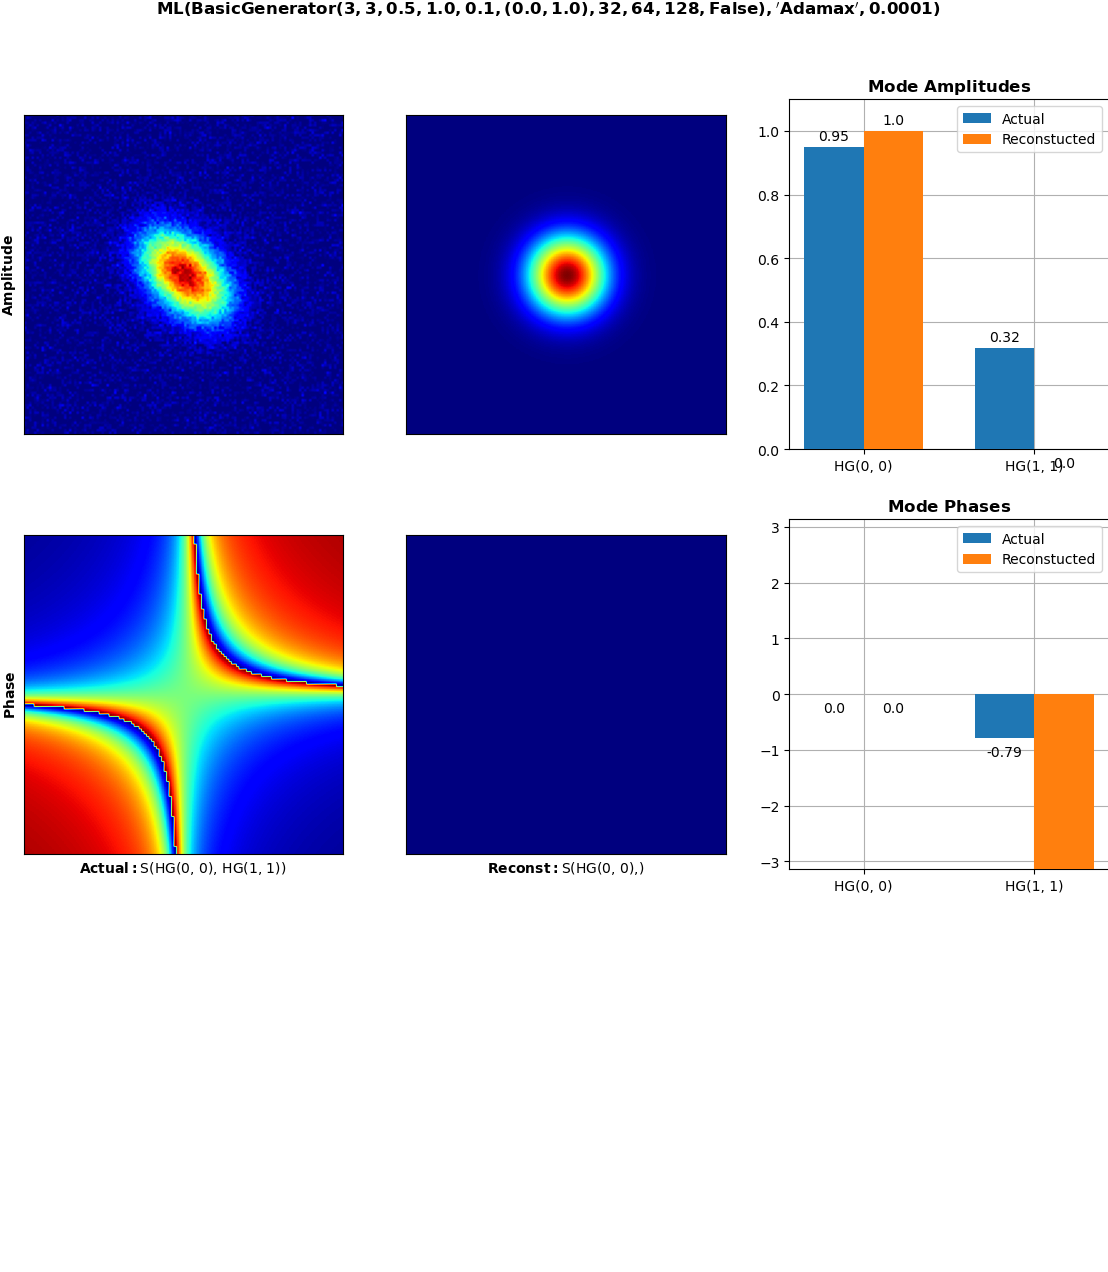 ML(BasicGenerator(3, 3, 0.5, 1.0, 0.1, (0.0, 1.0), 32, 64, 128, False), ′Adamax′, 0.0001)
Amplitude
Mode Amplitudes
Actual
Reconstucted
0.95
1.0
0.32
0.0
1.0
0.8
0.6
0.4
0.2
0.0
HG(0, 0)
HG(1, 1)
Phase
Actual: S(HG(0, 0), HG(1, 1))
Reconst: S(HG(0, 0),)
Mode Phases
Actual
Reconstucted
0.0
0.0
-0.79
3
2
1
0
−1
−2
−3
HG(0, 0)
HG(1, 1)